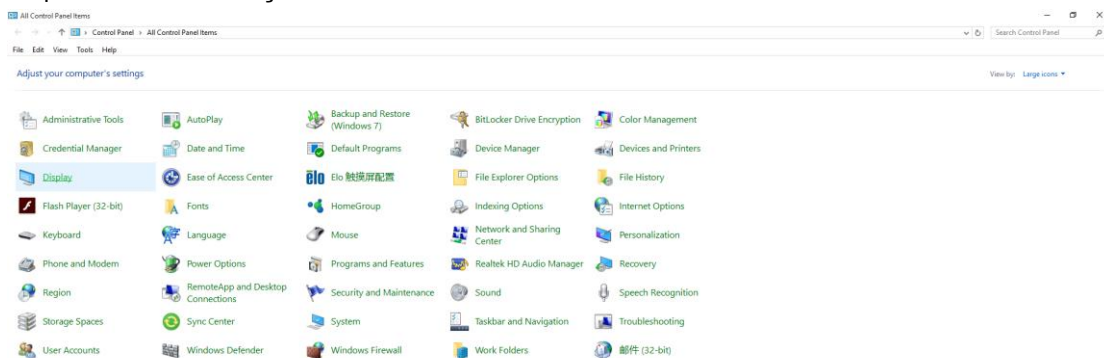 All Control Panel Items
Control Panel > All Control Panel Items
Search Control Panel
File Edit View Tools Help
Adjust your computer's settings
View by: Large icons
Administrative Tools
AutoPlay
Backup and Restore
(Windows 7)
BitLocker Drive Encryption
Color Management
Credential Manager
Date and Time
Default Programs
Device Manager
Devices and Printers
Display
Ease of Access Center
elo Elo 触摸屏配置
File Explorer Options
File History
Flash Player (32-bit)
Fonts
HomeGroup
Indexing Options
Internet Options
Keyboard
Language
Mouse
Network and Sharing
Center
Personalization
Phone and Modem
Power Options
Programs and Features
Realtek HD Audio Manager
Recovery
Region
RemoteApp and Desktop
Connections
Security and Maintenance
Sound
Speech Recognition
Storage Spaces
Sync Center
System
Taskbar and Navigation
Troubleshooting
User Accounts
Windows Defender
Windows Firewall
Work Folders
邮件 (32-bit)